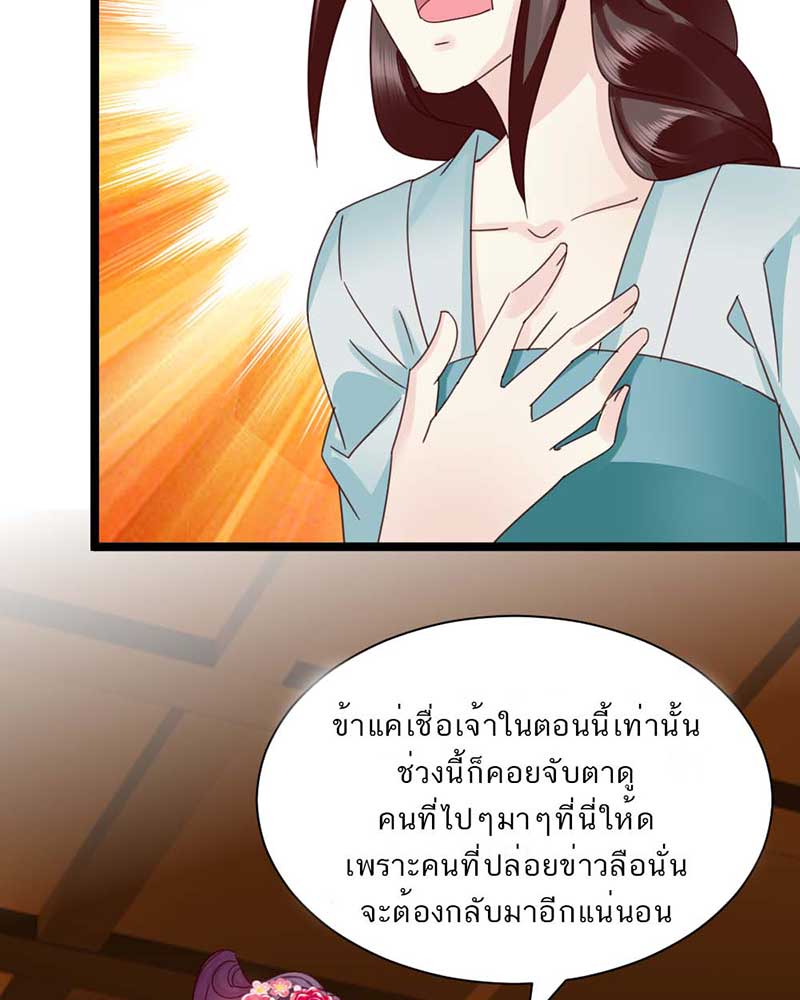 ข้าแค่เชื่อเจ้าในตอนนี้เท่านั้น
ช่วงนี้ก็คอยจับตาดู
คนที่ไปๆมาๆที่นี่ให้ด
เพราะคนที่ปล่อยข่าวลือนั่น
จะต้องกลับมาอีกแน่นอน